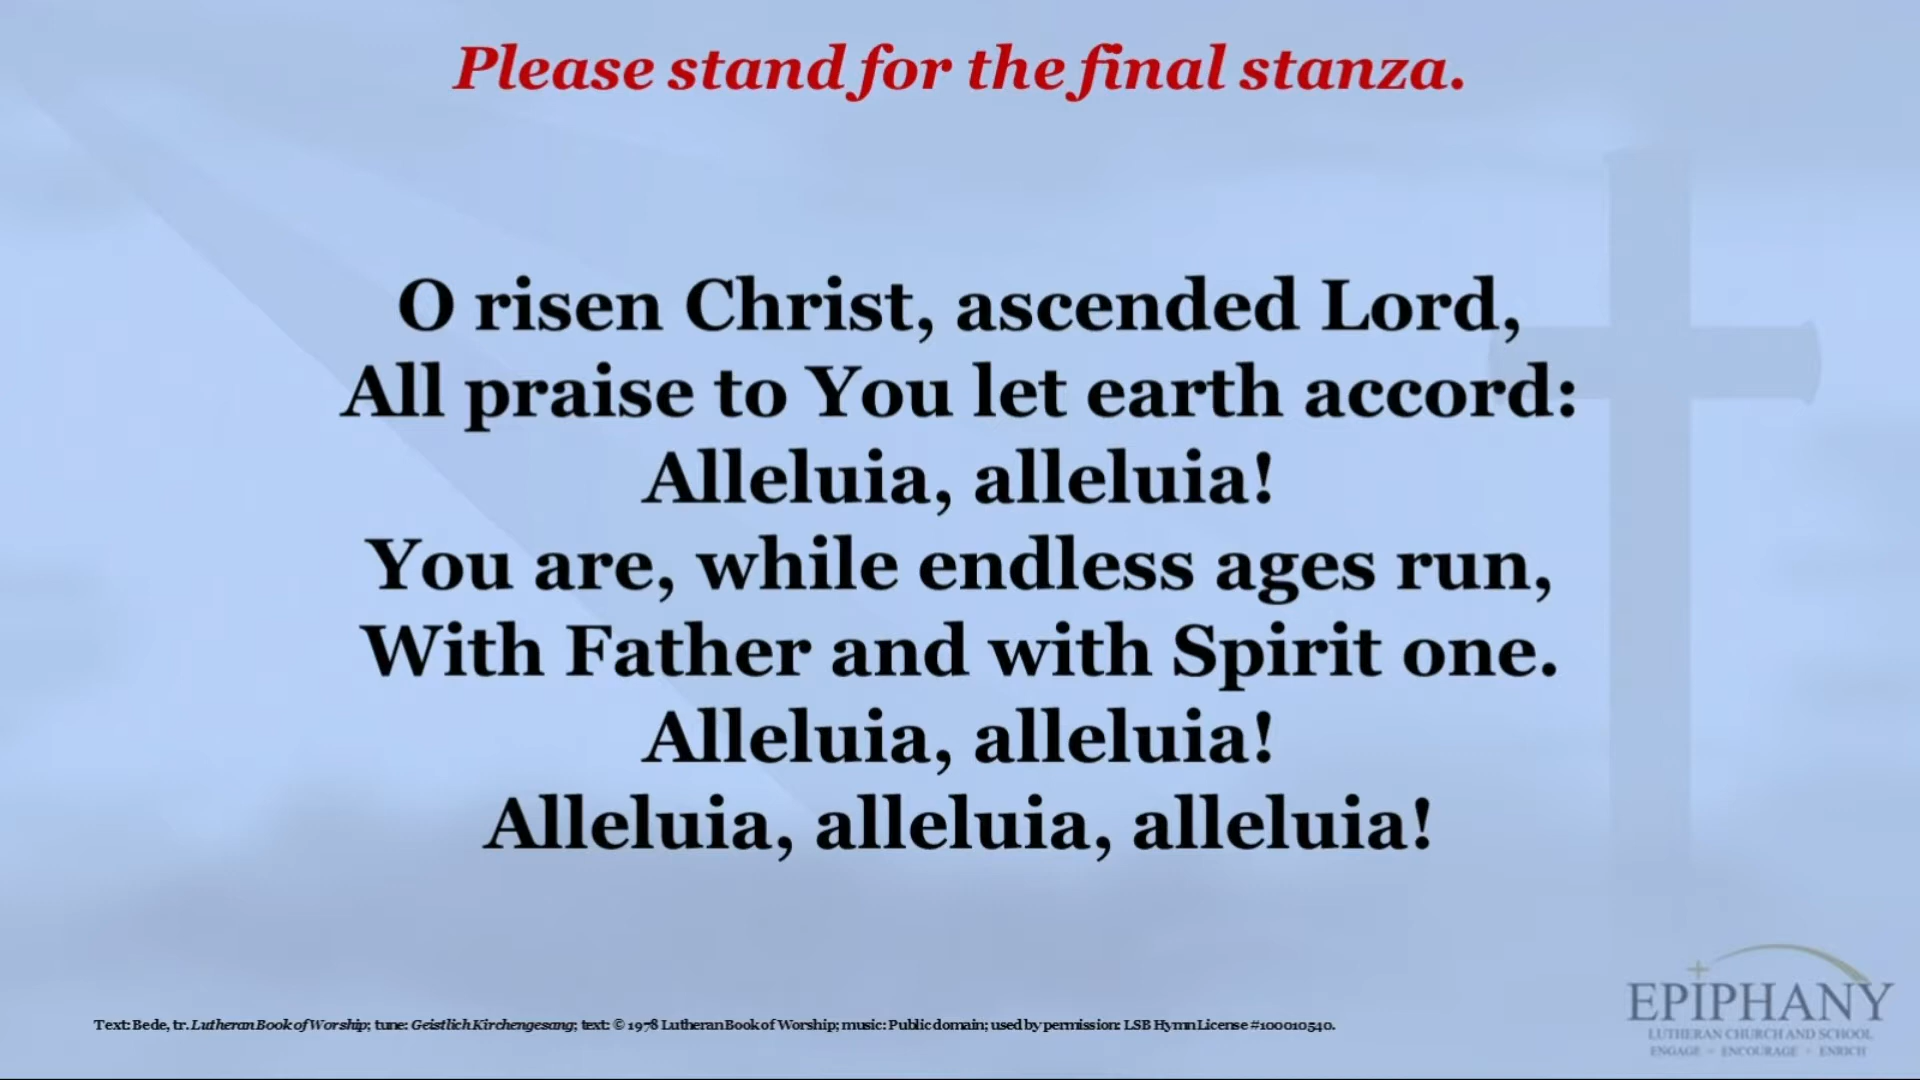 Please stand for the final stanza.
O risen Christ, ascended Lord,
All praise to You let earth accord:
Alleluia, alleluia!
You are, while endless ages run,
With Father and with Spirit one.
Alleluia, alleluia!
Alleluia, alleluia, alleluia!
Text: Bede, tr. Lutheran Book of Worship; tune: Geistlich Kirchengesang; text: © 1978 Lutheran Book of Worship; music: Public domain; used by permission: LSB Hymn License #100010540.
EPIPHANY
LUTHERAN CHURCH AND SCHOOL
ENGAGE • ENCOURAGE • ENRICH